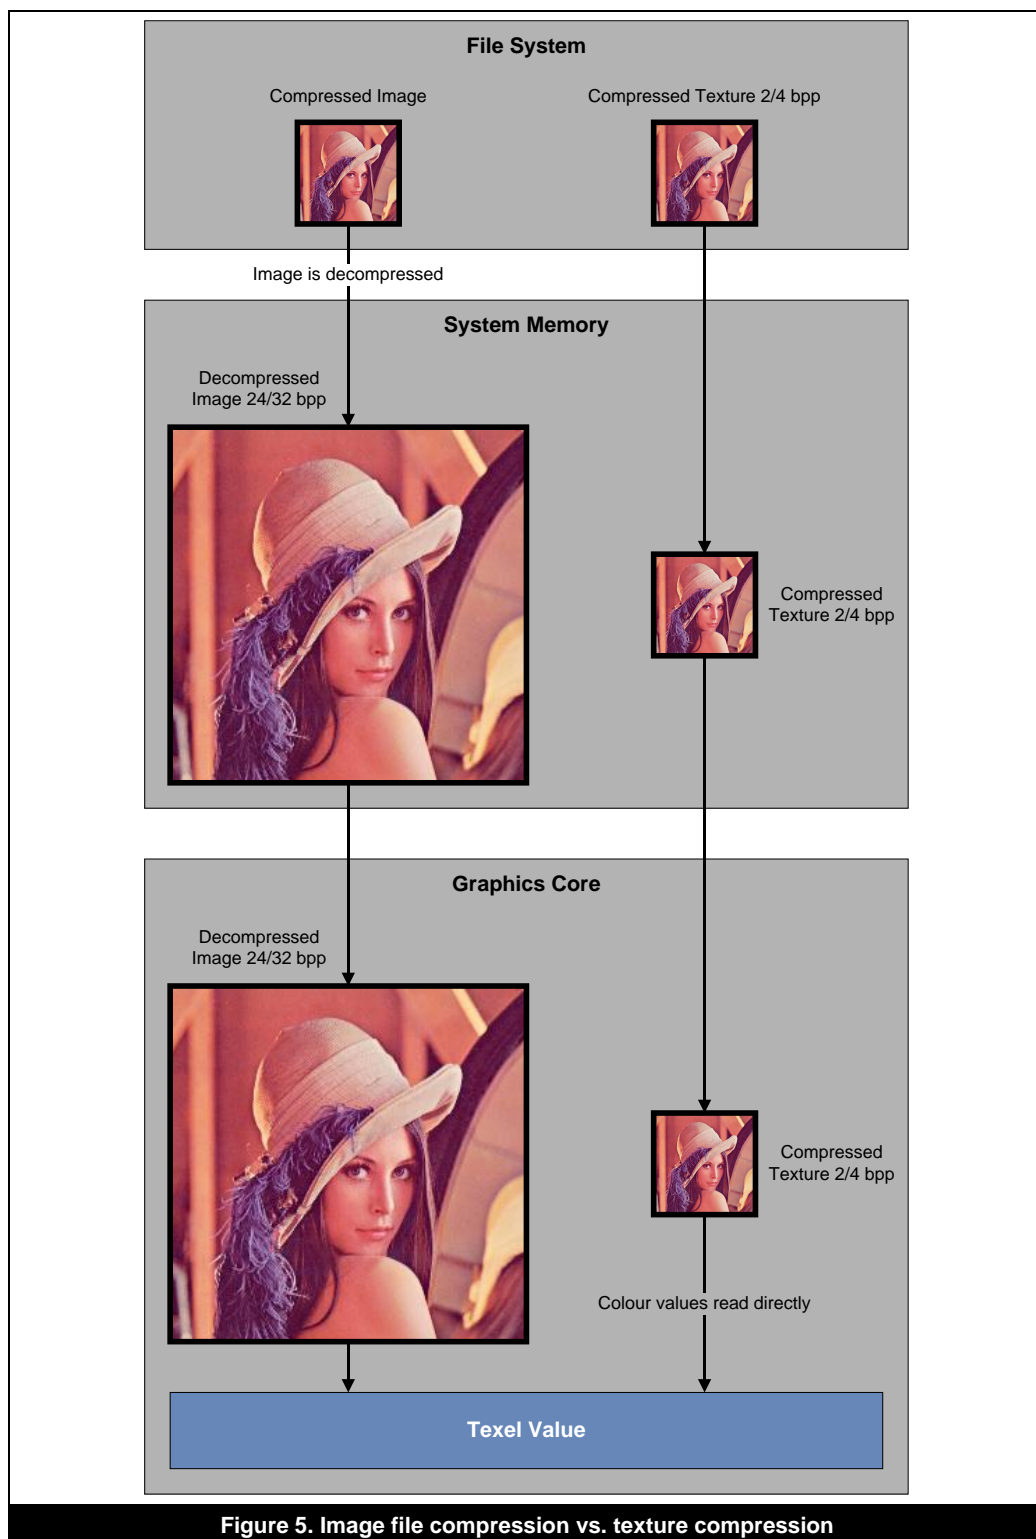 File System
Compressed Image
Compressed Texture 2/4 bpp
Image is decompressed
System Memory
Decompressed
Image 24/32 bpp
Compressed
Texture 2/4 bpp
Graphics Core
Decompressed
Image 24/32 bpp
Compressed
Texture 2/4 bpp
Colour values read directly
Texel Value
Figure 5. Image file compression vs. texture compression